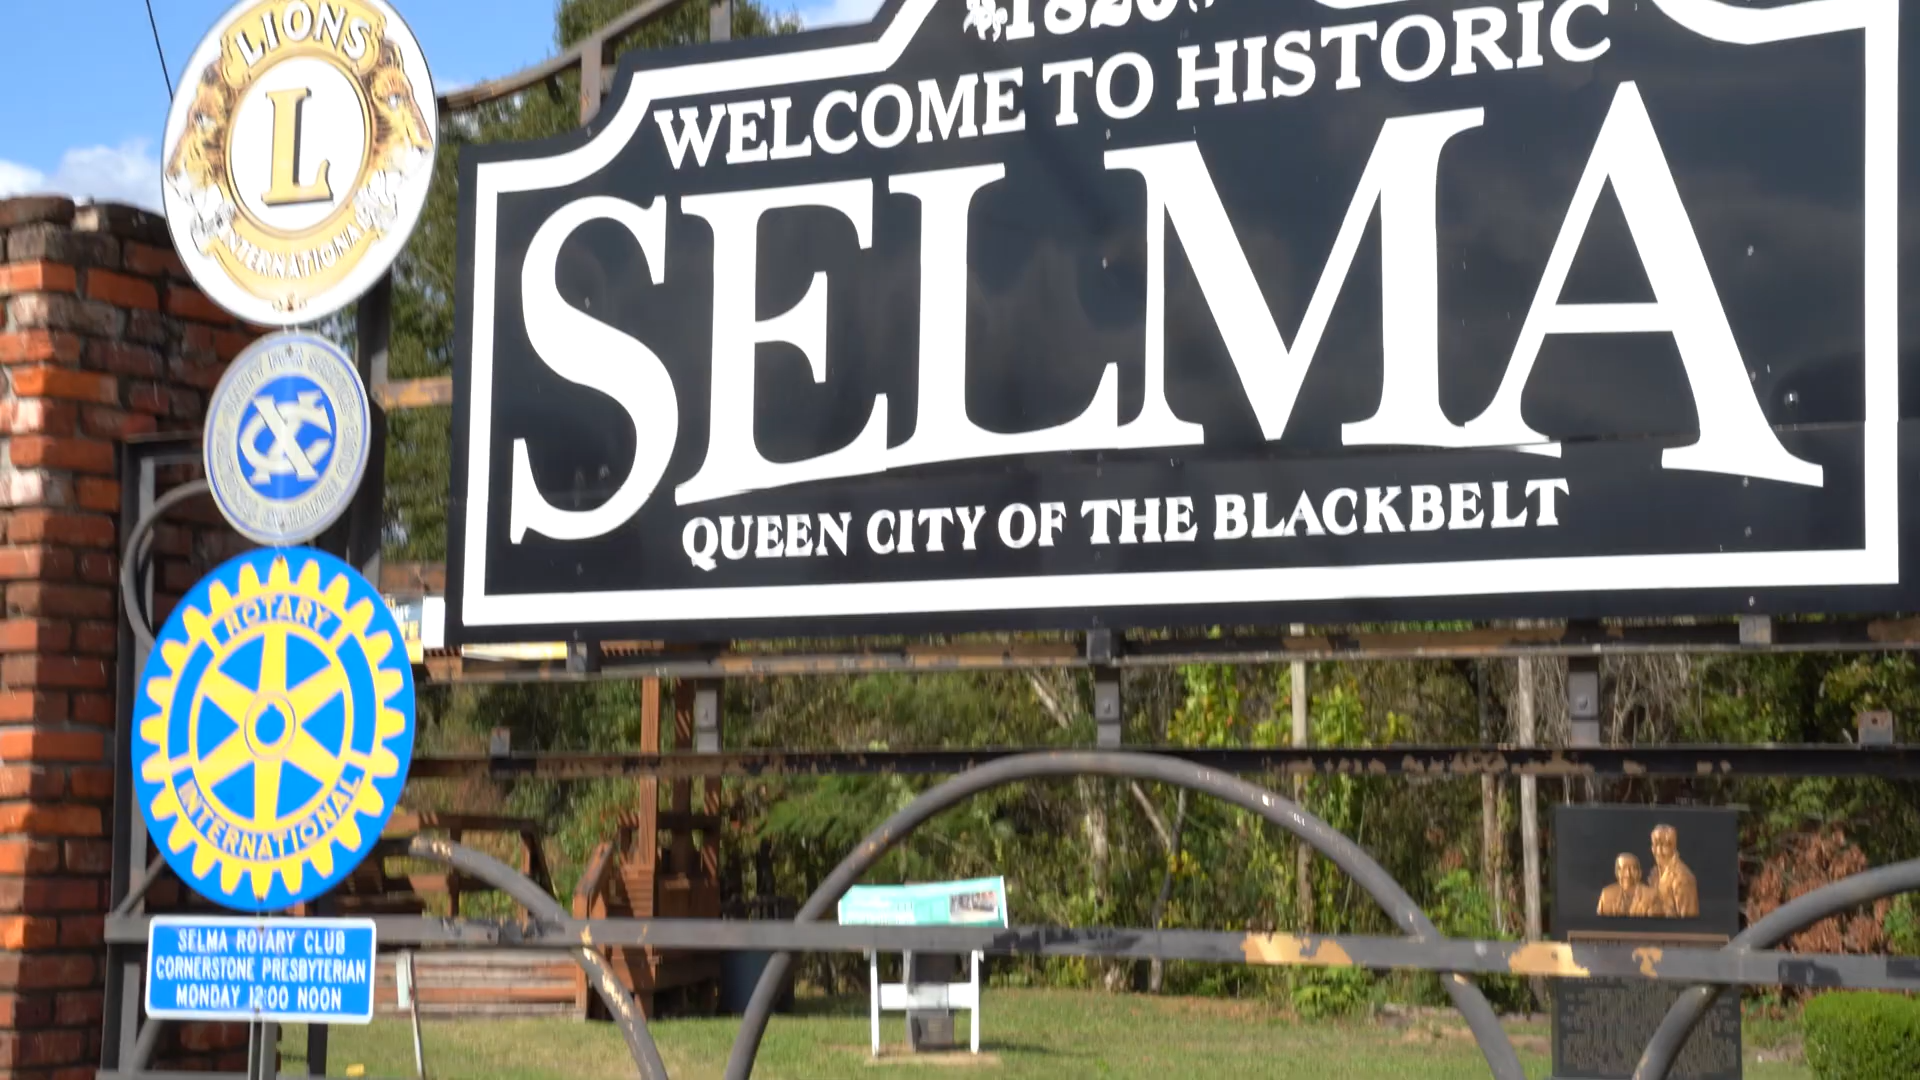 LIONS
L
INTERNATIONAL
ROTARY
INTERNATIONAL
SELMA ROTARY CLUB
CORNERSTONE PRESBYTERIAN
MONDAY 12:00 NOON
1820
WELCOME TO HISTORIC
SELMA
QUEEN CITY OF THE BLACKBELT